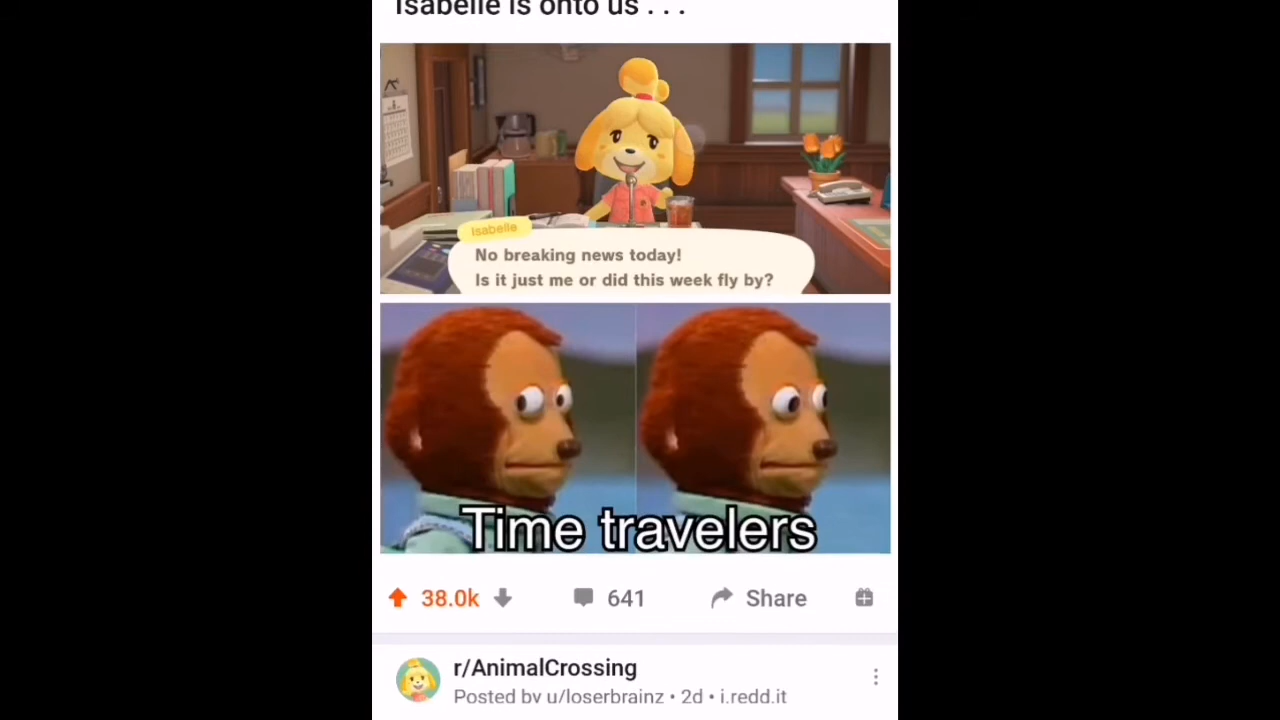 Isabelle is onto us . . .
Isabelle
No breaking news today!
Is it just me or did this week fly by?
Time travelers
38.0k
641
Share
r/AnimalCrossing
Posted by u/loserbrainz • 2d • i.redd.it